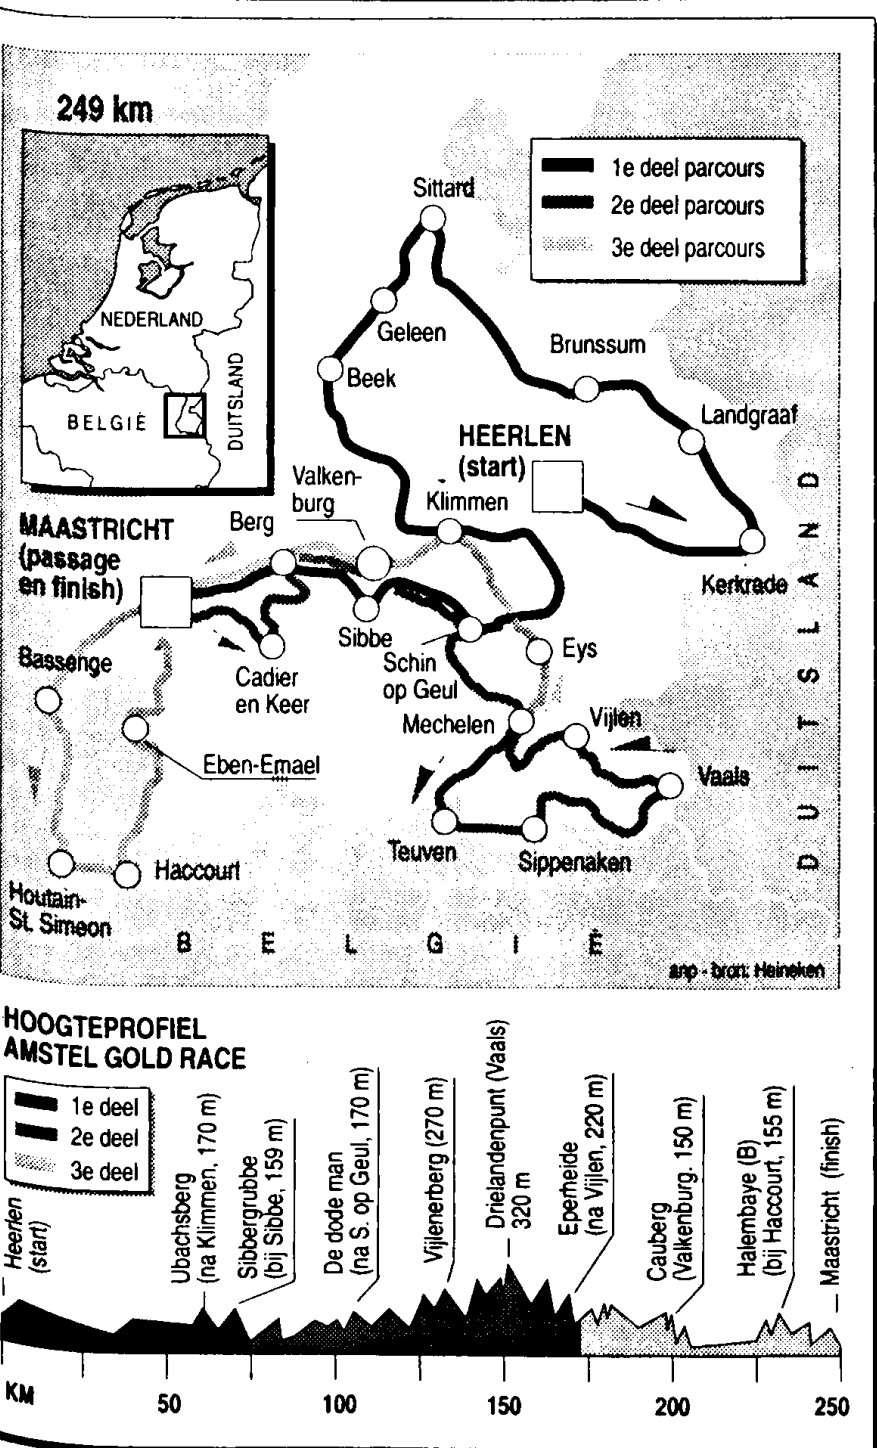 249 km
NEDERLAND
BELGIË
DUITSLAND
1e deel parcours
2e deel parcours
3e deel parcours
Sittard
Geleen
Beek
Brunssum
Landgraaf
HEERLEN
(start)
Kerkrade
Valken-
burg
Klimmen
Berg
MAASTRICHT
(passage
en finish)
Sibbe
Schin
op Geul
Eys
Cadier
en Keer
Bassenge
Mechelen
Vijlen
Vaals
Eben-Emael
Teuven
Sippenaken
Haccourt
Houtain-
St. Simeon
DUITSLAND
BELGIE
anp - bron: Heineken
HOOGTEPROFIEL
AMSTEL GOLD RACE
1e deel
2e deel
3e deel
Heerlen
(start)
Ubachsberg
(na Klimmen, 170 m)
Sibbergrubbe
(bij Sibbe, 159 m)
De dode man
(na S. op Geul, 170 m)
Vijlenerberg (270 m)
Drielandenpunt (Vaals)
320 m
Eperheide
(na Vijlen, 220 m)
Cauberg
(Valkenburg. 150 m)
Halembaye (B)
(bij Haccourt, 155 m)
Maastricht (finish)
KM
50
100
150
200
250